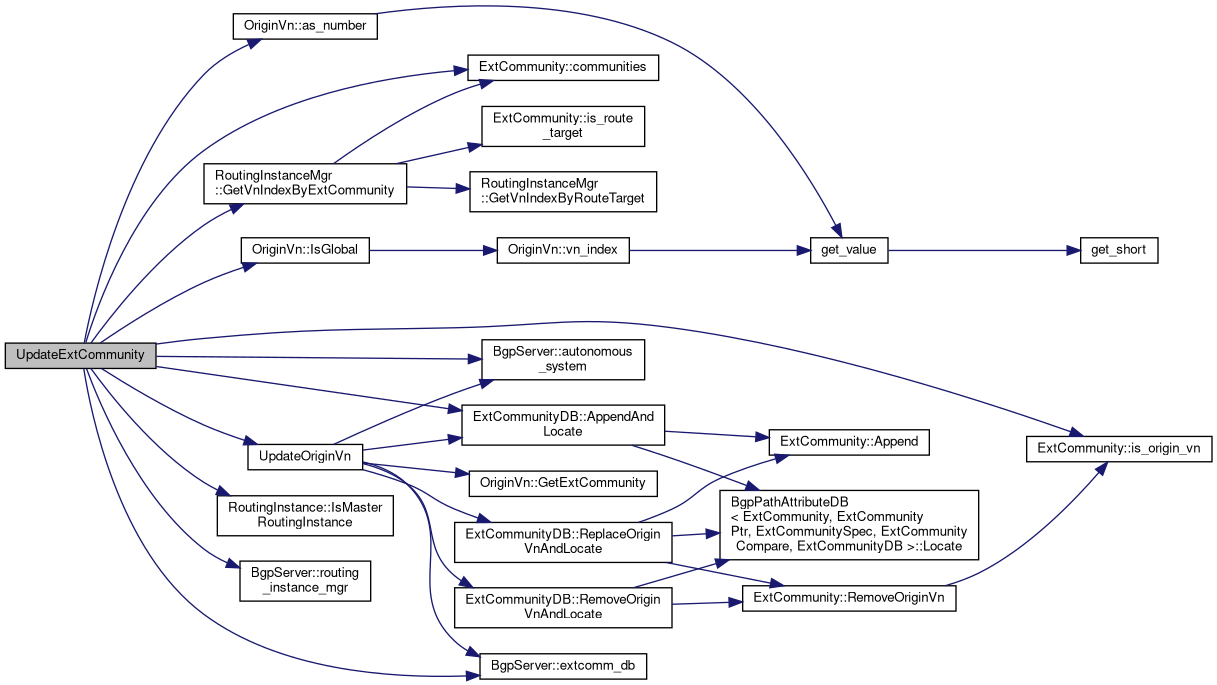 OriginVn::as_number
ExtCommunity::communities
ExtCommunity::is_route
_target
RoutingInstanceMgr
::GetVnIndexByExtCommunity
RoutingInstanceMgr
::GetVnIndexByRouteTarget
OriginVn::IsGlobal
OriginVn::vn_index
get_value
get_short
UpdateExtCommunity
BgpServer::autonomous
_system
ExtCommunityDB::AppendAnd
Locate
ExtCommunity::Append
ExtCommunity::is_origin_vn
UpdateOriginVn
OriginVn::GetExtCommunity
RoutingInstance::IsMaster
RoutingInstance
ExtCommunityDB::ReplaceOrigin
VnAndLocate
BgpPathAttributeDB
< ExtCommunity, ExtCommunity
Ptr, ExtCommunitySpec, ExtCommunity
Compare, ExtCommunityDB >::Locate
BgpServer::routing
_instance_mgr
ExtCommunityDB::RemoveOrigin
VnAndLocate
ExtCommunity::RemoveOriginVn
BgpServer::extcomm_db